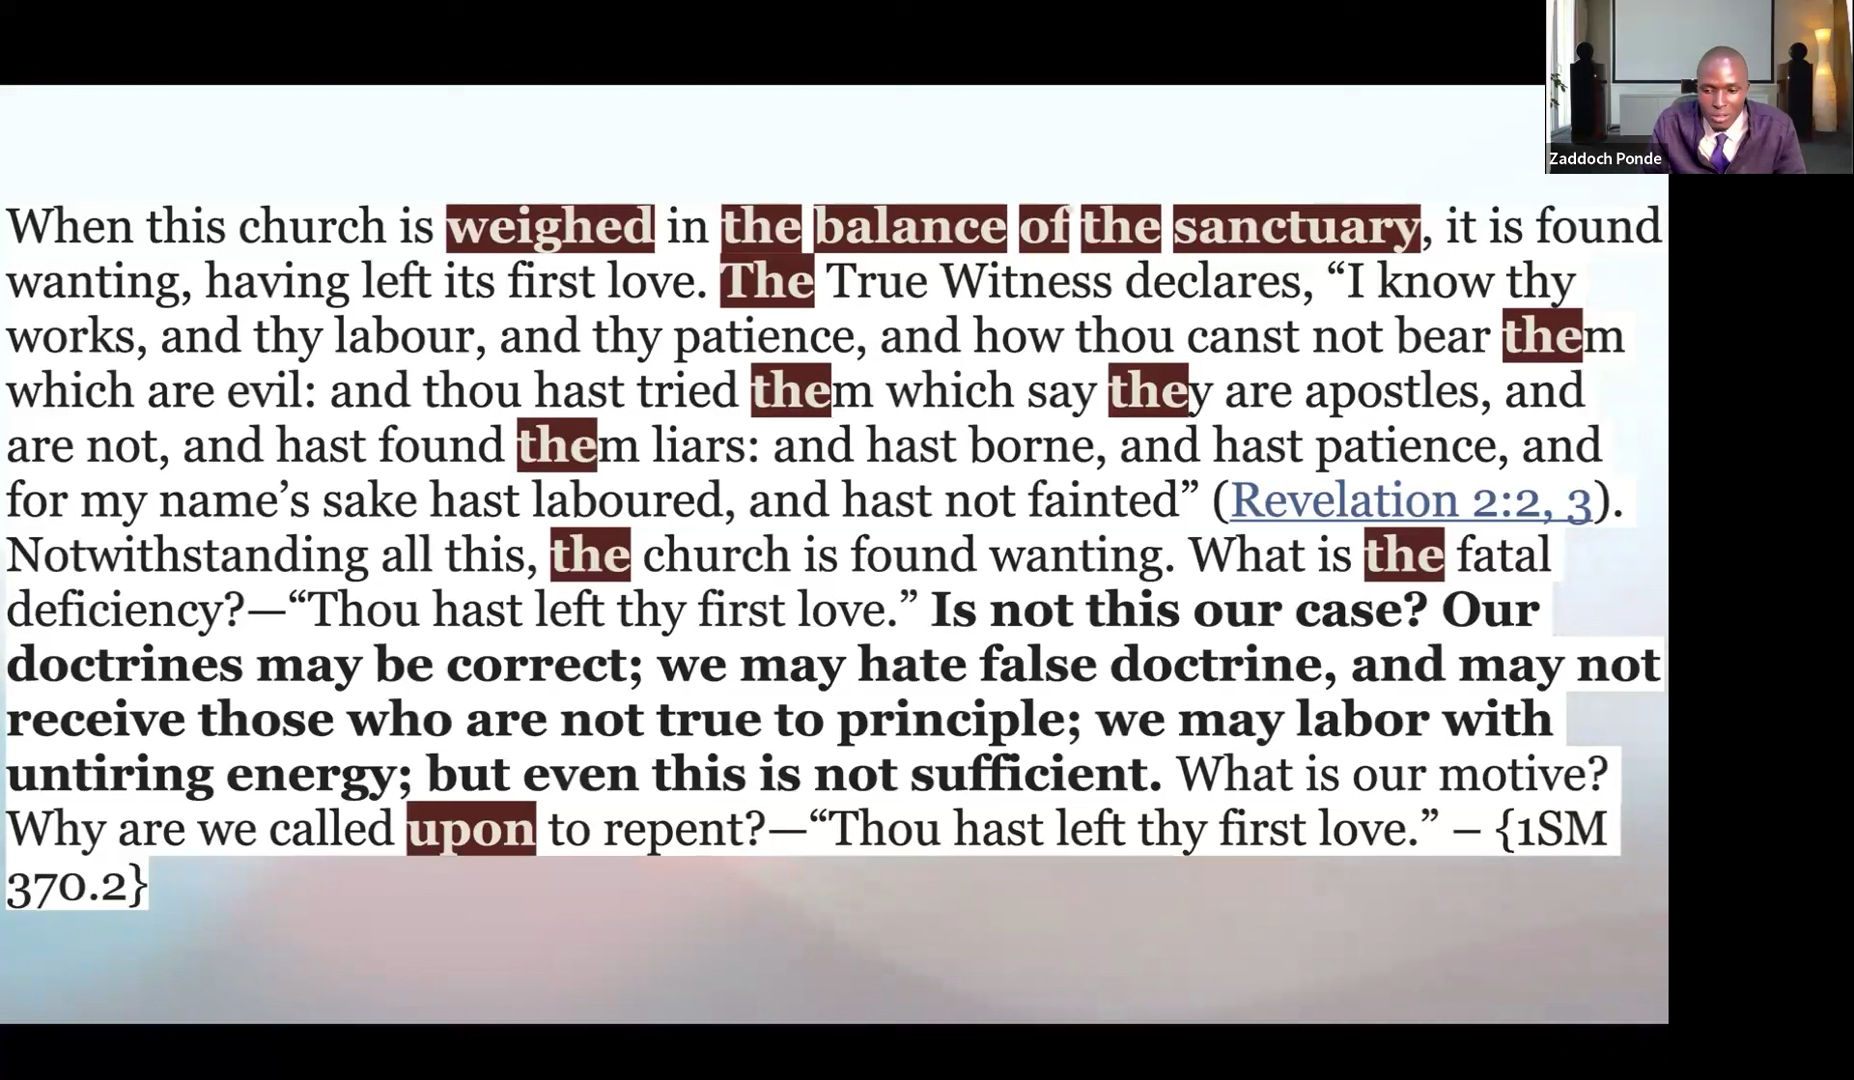 Zaddoch Ponde
When this church is weighed in the balance of the sanctuary, it is found
wanting, having left its first love. The True Witness declares, “I know thy
works, and thy labour, and thy patience, and how thou canst not bear them
which are evil: and thou hast tried them which say they are apostles, and
are not, and hast found them liars: and hast borne, and hast patience, and
for my name’s sake hast laboured, and hast not fainted” (Revelation 2:2, 3).
Notwithstanding all this, the church is found wanting. What is the fatal
deficiency?—“Thou hast left thy first love.” Is not this our case? Our
doctrines may be correct; we may hate false doctrine, and may not
receive those who are not true to principle; we may labor with
untiring energy; but even this is not sufficient. What is our motive?
Why are we called upon to repent?—“Thou hast left thy first love.” – {1SM
370.2}